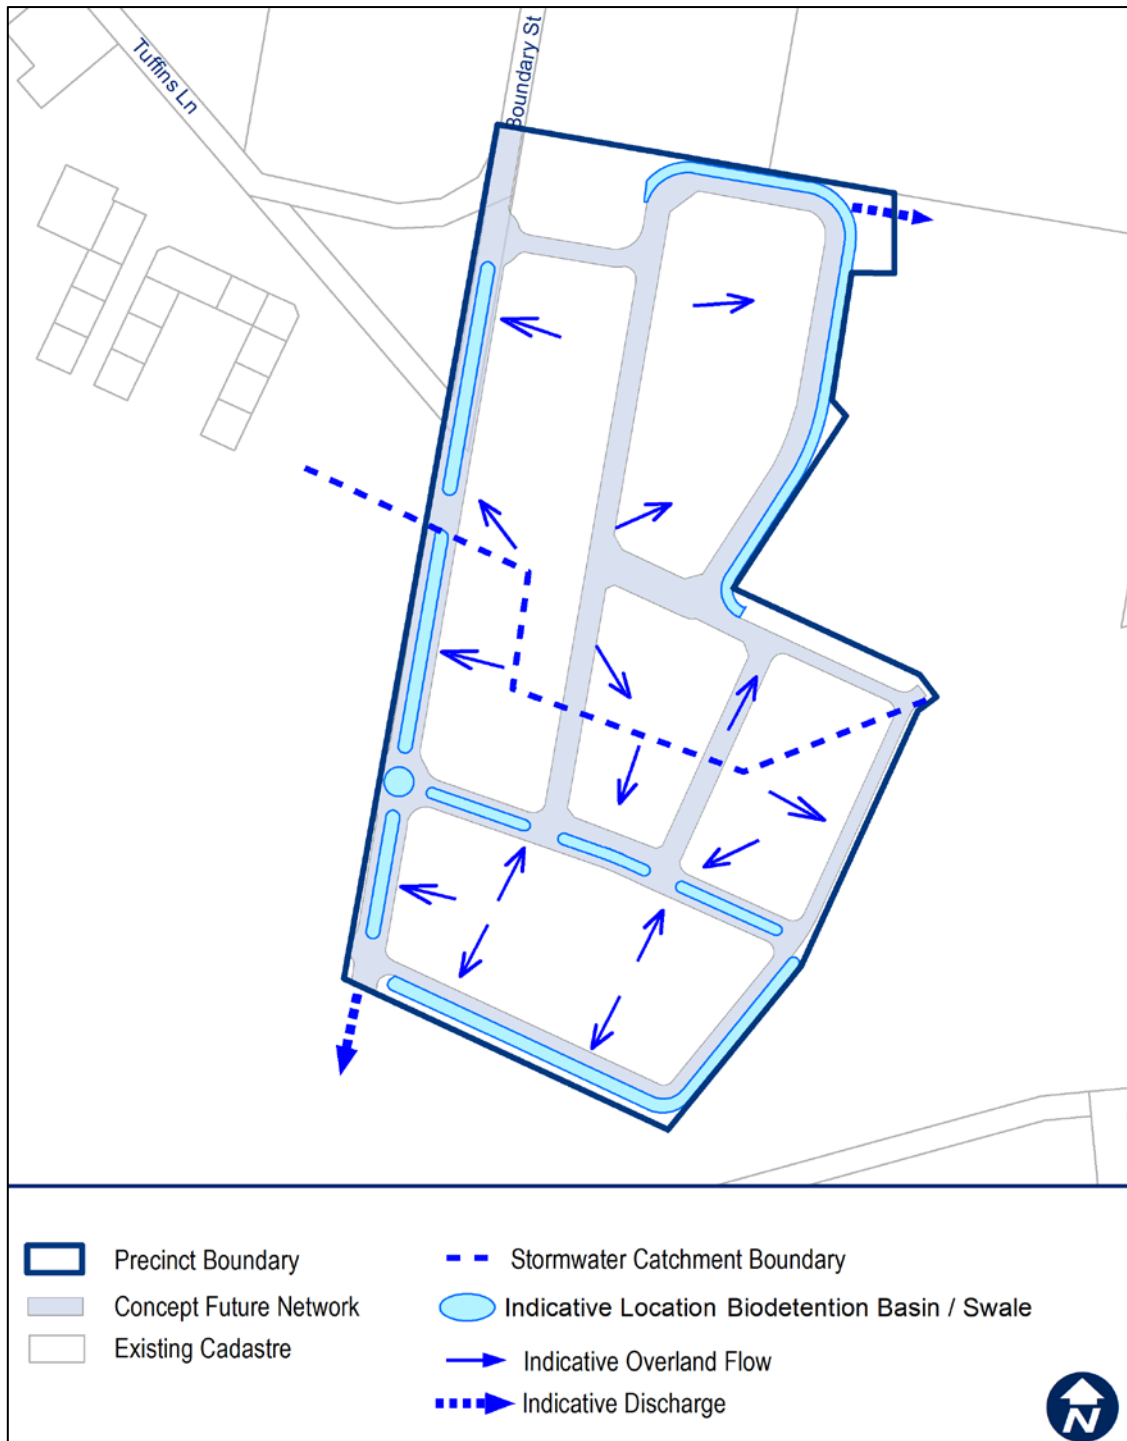 Tuffins Ln
Boundary St
Precinct Boundary
Stormwater Catchment Boundary
Concept Future Network
Indicative Location Biodetention Basin / Swale
Existing Cadastre
Indicative Overland Flow
Indicative Discharge
N